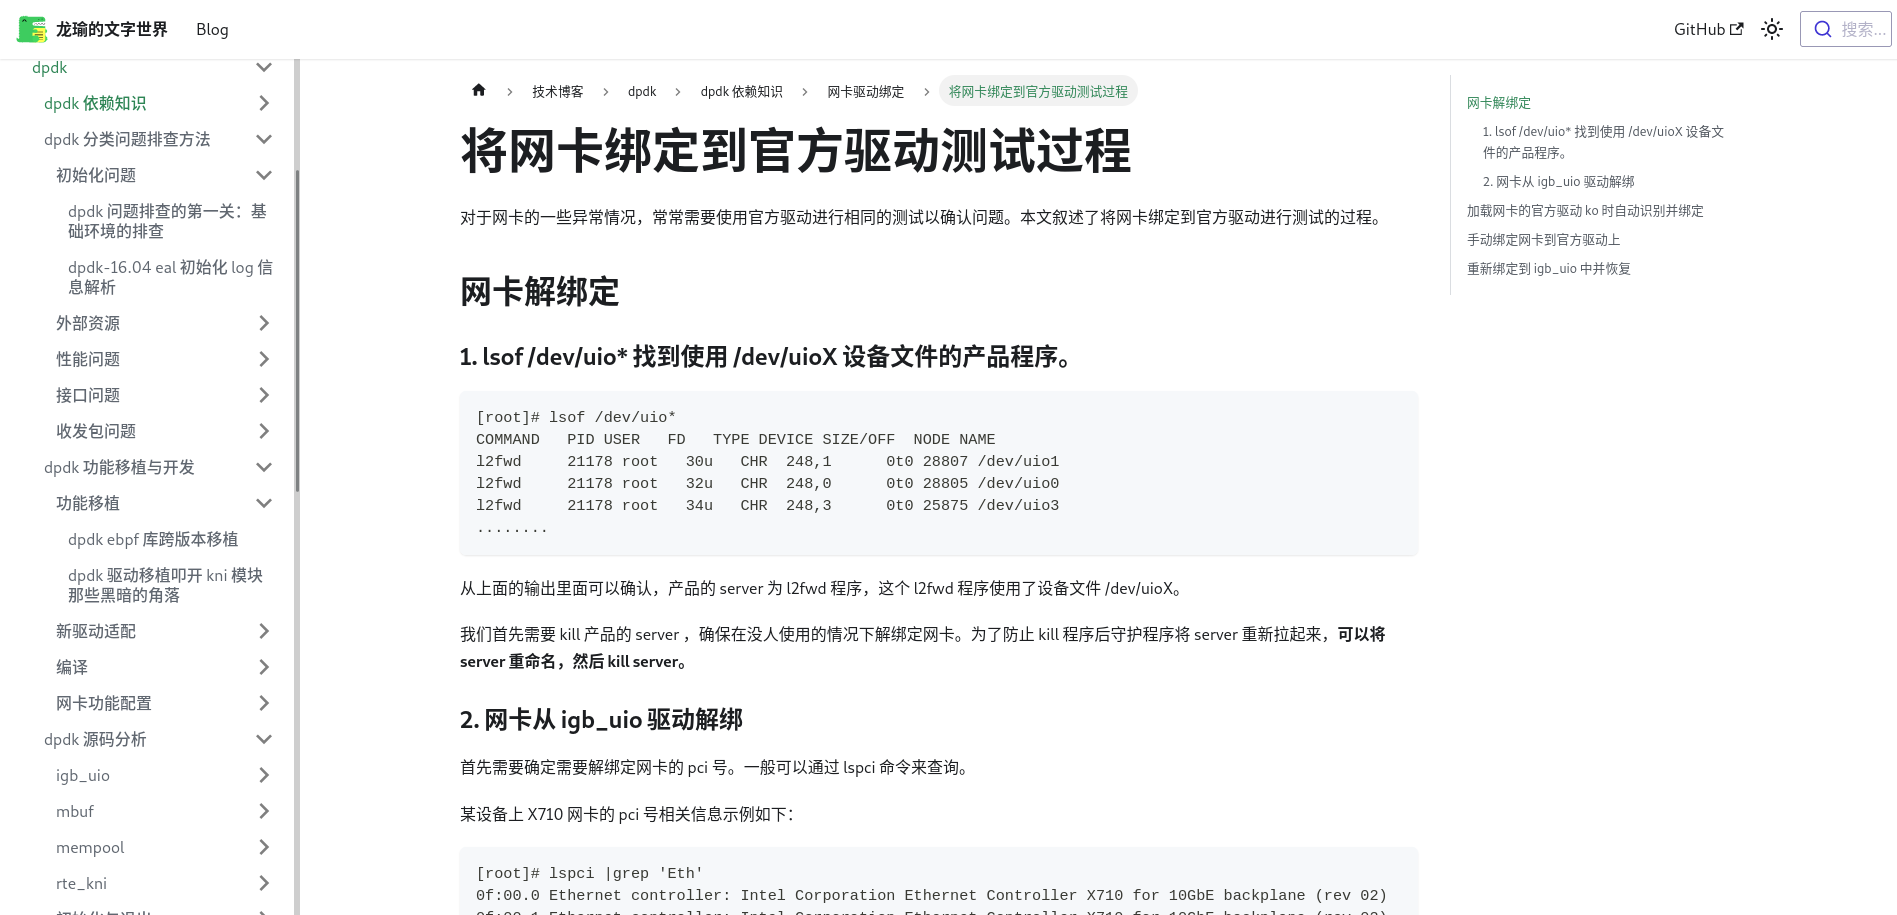 龙瑜的文字世界
Blog
GitHub
搜索...
dpdk
dpdk 依赖知识
dpdk 分类问题排查方法
初始化问题
dpdk 问题排查的第一关：基
础环境的排查
dpdk-16.04 eal 初始化 log 信
息解析
外部资源
性能问题
接口问题
收发包问题
dpdk 功能移植与开发
功能移植
dpdk ebpf 库跨版本移植
dpdk 驱动移植叩开 kni 模块
那些黑暗的角落
新驱动适配
编译
网卡功能配置
dpdk 源码分析
igb_uio
mbuf
mempool
rte_kni
技术博客
dpdk
dpdk 依赖知识
网卡驱动绑定
将网卡绑定到官方驱动测试过程
将网卡绑定到官方驱动测试过程
对于网卡的一些异常情况，常常需要使用官方驱动进行相同的测试以确认问题。本文叙述了将网卡绑定到官方驱动进行测试的过程。
网卡解绑定
1. lsof /dev/uio* 找到使用 /dev/uioX 设备文件的产品程序。
[root]# lsof /dev/uio*
COMMAND   PID USER   FD   TYPE DEVICE SIZE/OFF  NODE NAME
l2fwd     21178 root   30u   CHR  248,1      0t0 28807 /dev/uio1
l2fwd     21178 root   32u   CHR  248,0      0t0 28805 /dev/uio0
l2fwd     21178 root   34u   CHR  248,3      0t0 25875 /dev/uio3
........
从上面的输出里面可以确认，产品的 server 为 l2fwd 程序，这个 l2fwd 程序使用了设备文件 /dev/uioX。
我们首先需要 kill 产品的 server ，确保在没人使用的情况下解绑定网卡。为了防止 kill 程序后守护程序将 server 重新拉起来，可以将
server 重命名，然后 kill server。
2. 网卡从 igb_uio 驱动解绑
首先需要确定需要解绑定网卡的 pci 号。一般可以通过 lspci 命令来查询。
某设备上 X710 网卡的 pci 号相关信息示例如下：
[root]# lspci |grep 'Eth'
0f:00.0 Ethernet controller: Intel Corporation Ethernet Controller X710 for 10GbE backplane (rev 02)
网卡解绑定
1. lsof /dev/uio* 找到使用 /dev/uioX 设备文
件的产品程序。
2. 网卡从 igb_uio 驱动解绑
加载网卡的官方驱动 ko 时自动识别并绑定
手动绑定网卡到官方驱动上
重新绑定到 igb_uio 中并恢复